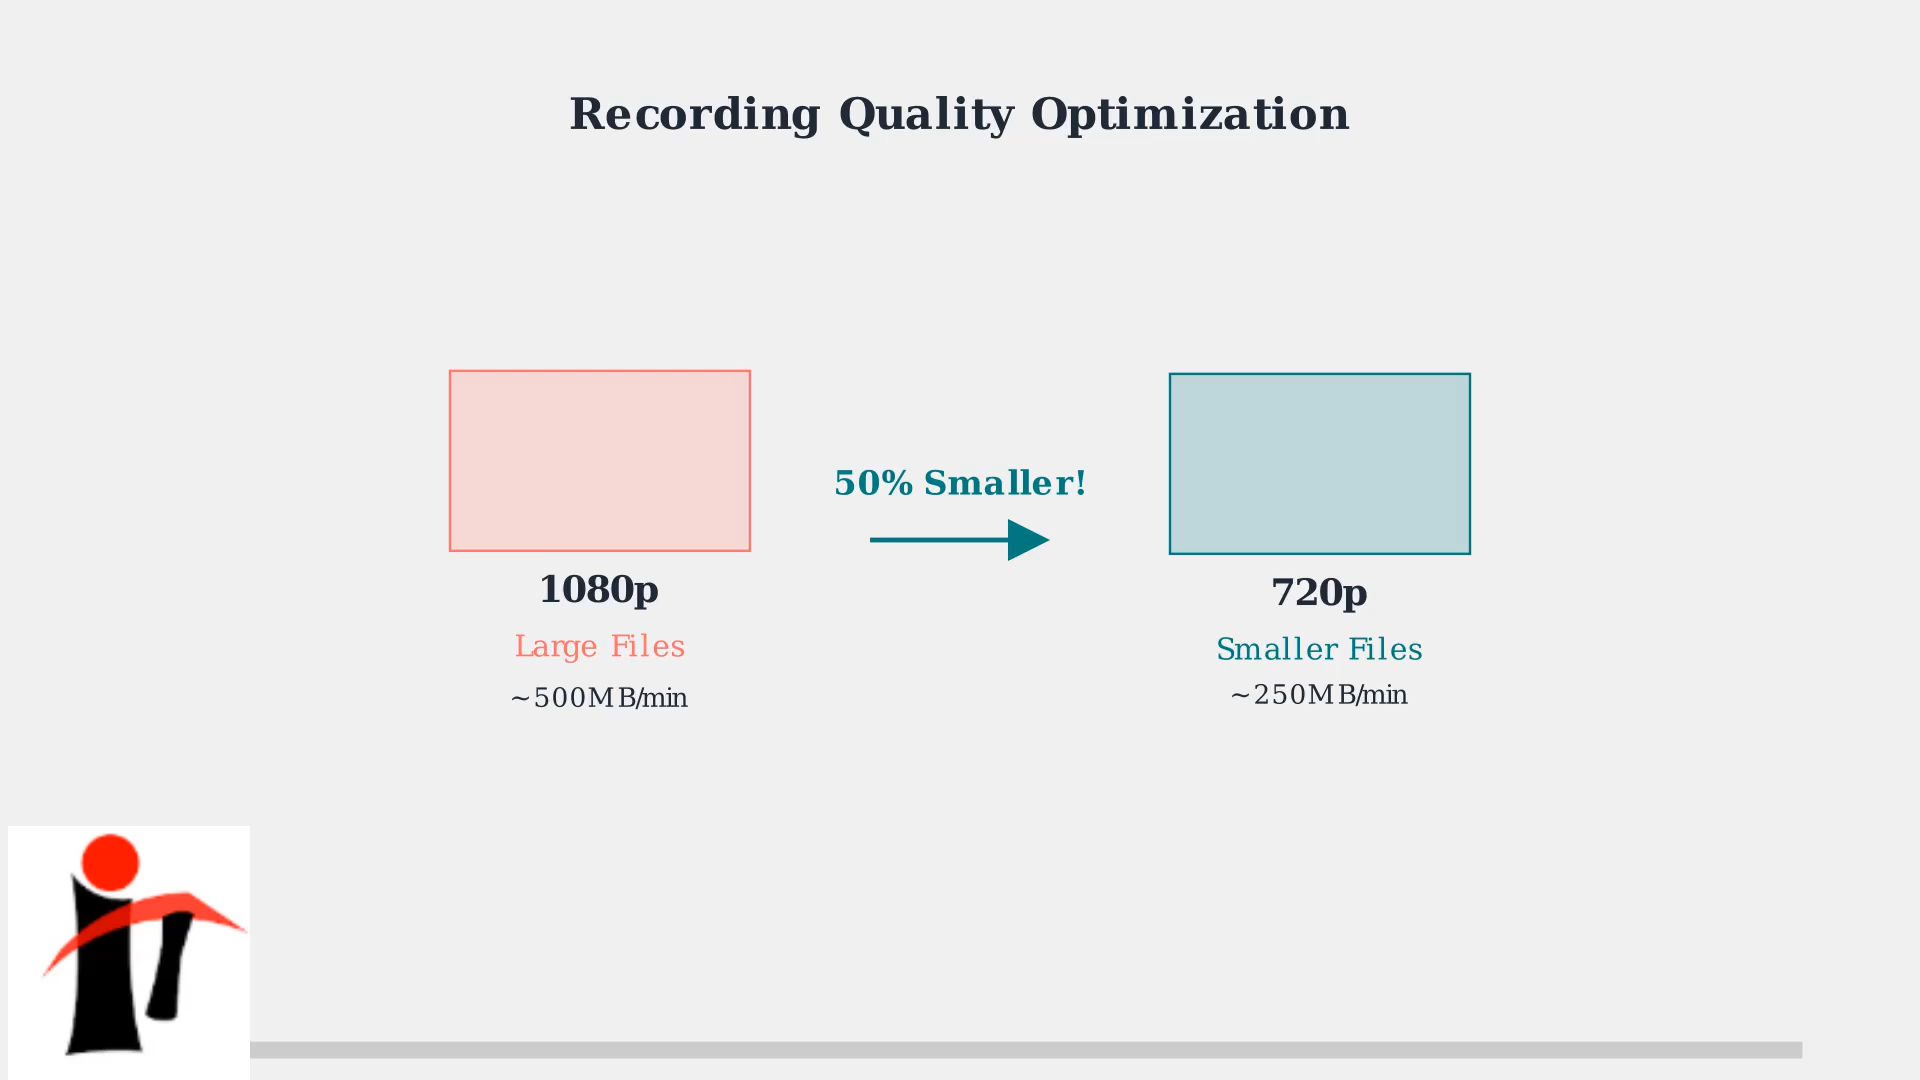 Recording Quality Optimization
50% Smaller!
1080p
Large Files
~500MB/min
720p
Smaller Files
~250MB/min